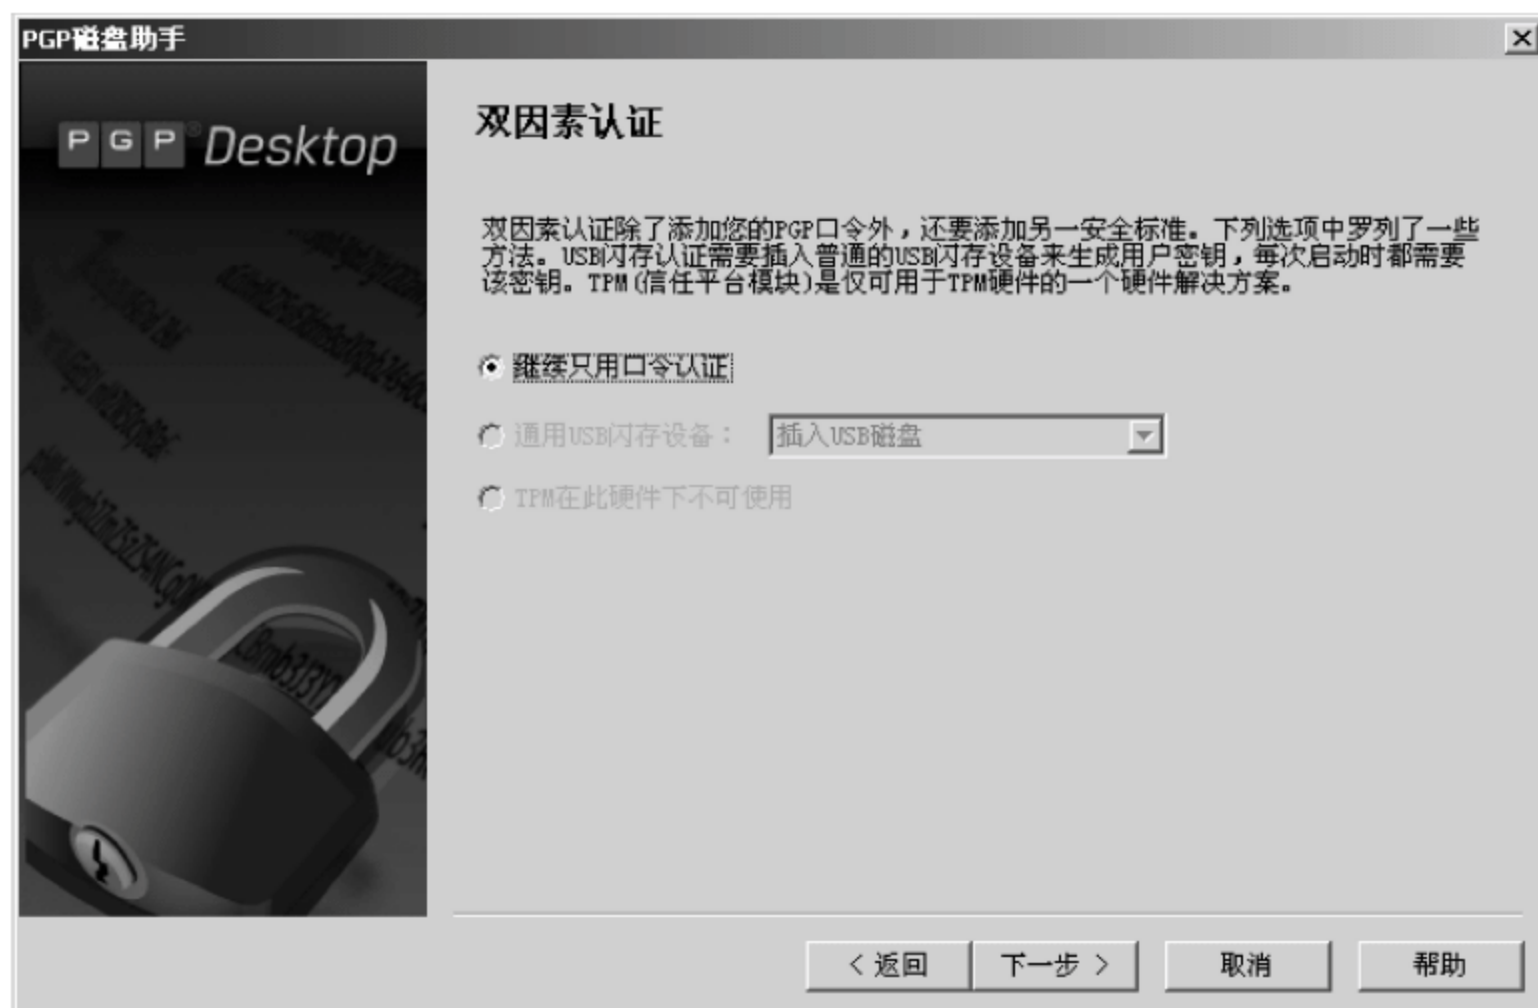 PGP磁盘助手
PGP® Desktop
双因素认证
双因素认证除了添加您的PGP口令外，还要添加另一安全标准。下列选项中罗列了一些
方法。USB闪存认证需要插入普通的USB闪存设备来生成用户密钥，每次启动时都需要
该密钥。TPM(信任平台模块)是仅可用于TPM硬件的一个硬件解决方案。
继续只用口令认证
通用USB闪存设备： 插入USB磁盘
TPM在此硬件下不可使用
< 返回 下一步 > 取消 帮助